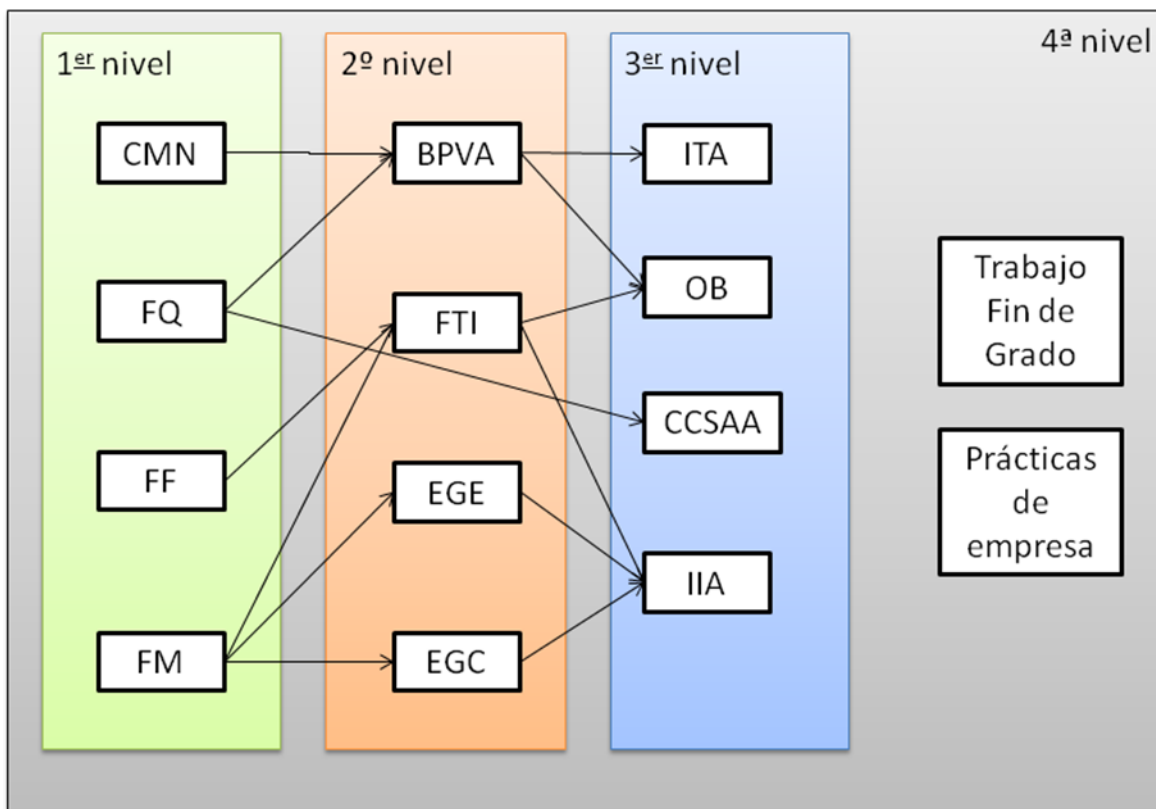 1er nivel
2º nivel
3er nivel
4ª nivel
CMN
BPVA
ITA
FQ
FTI
OB
CCSAA
FF
EGE
IIA
FM
EGC
Trabajo
Fin de
Grado
Prácticas
de
empresa